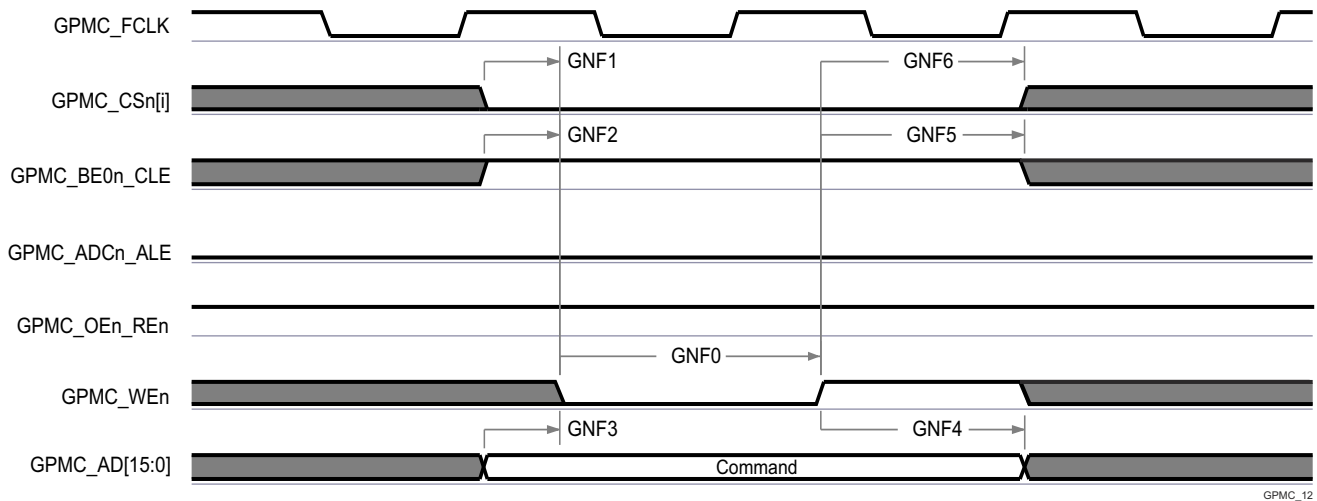 GPMC_FCLK
GNF1
GNF6
GPMC_CSn[i]
GNF2
GNF5
GPMC_BE0n_CLE
GPMC_ADCn_ALE
GPMC_OEn_REn
GNF0
GPMC_WEn
GNF3
GNF4
GPMC_AD[15:0]
Command
GPMC_12